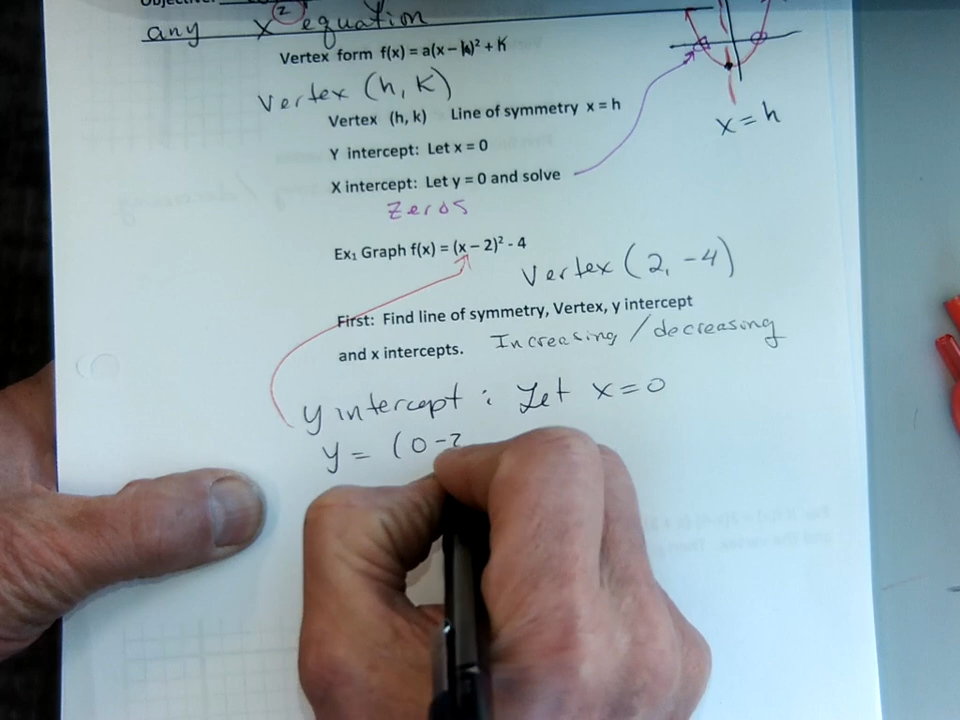 Objective:
any x² equation
Vertex form f(x) = a(x – h)² + K
Vertex (h, K)
Vertex (h, k) Line of symmetry x = h
x = h
Y intercept: Let x = 0
X intercept: Let y = 0 and solve
Zeros
Ex₁ Graph f(x) = (x – 2)² - 4
Vertex (2, -4)
First: Find line of symmetry, Vertex, y intercept
and x intercepts. Increasing / decreasing
y intercept : Let x = 0
y = (0 - 2